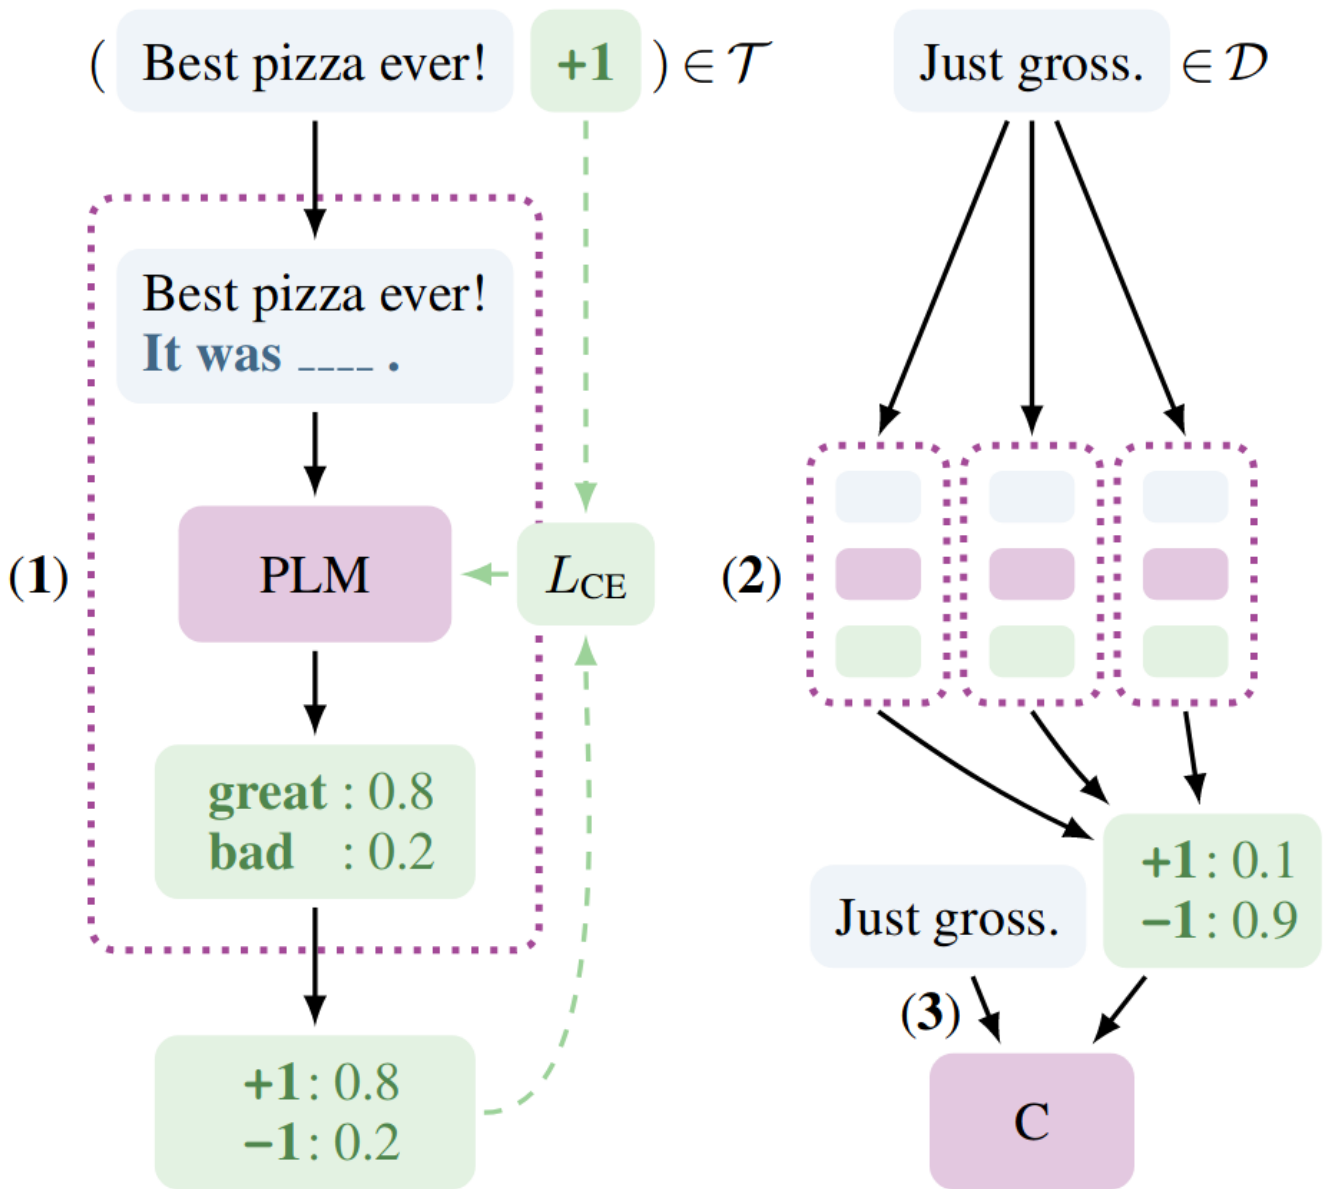 ( Best pizza ever! +1 ) ∈ 𝒯
Best pizza ever!
It was ____ .
(1)
PLM
L_CE
great : 0.8
bad : 0.2
+1 : 0.8
−1 : 0.2
Just gross. ∈ 𝒟
(2)
+1 : 0.1
−1 : 0.9
Just gross.
(3)
C